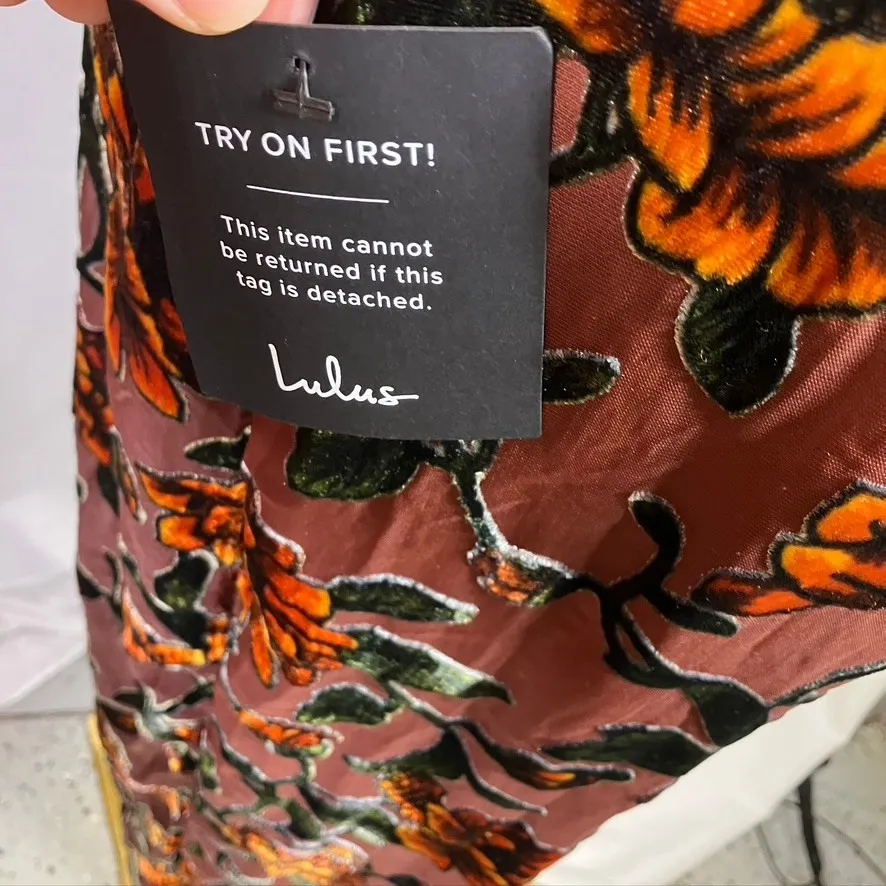 TRY ON FIRST!
This item cannot
be returned if this
tag is detached.
Lulus